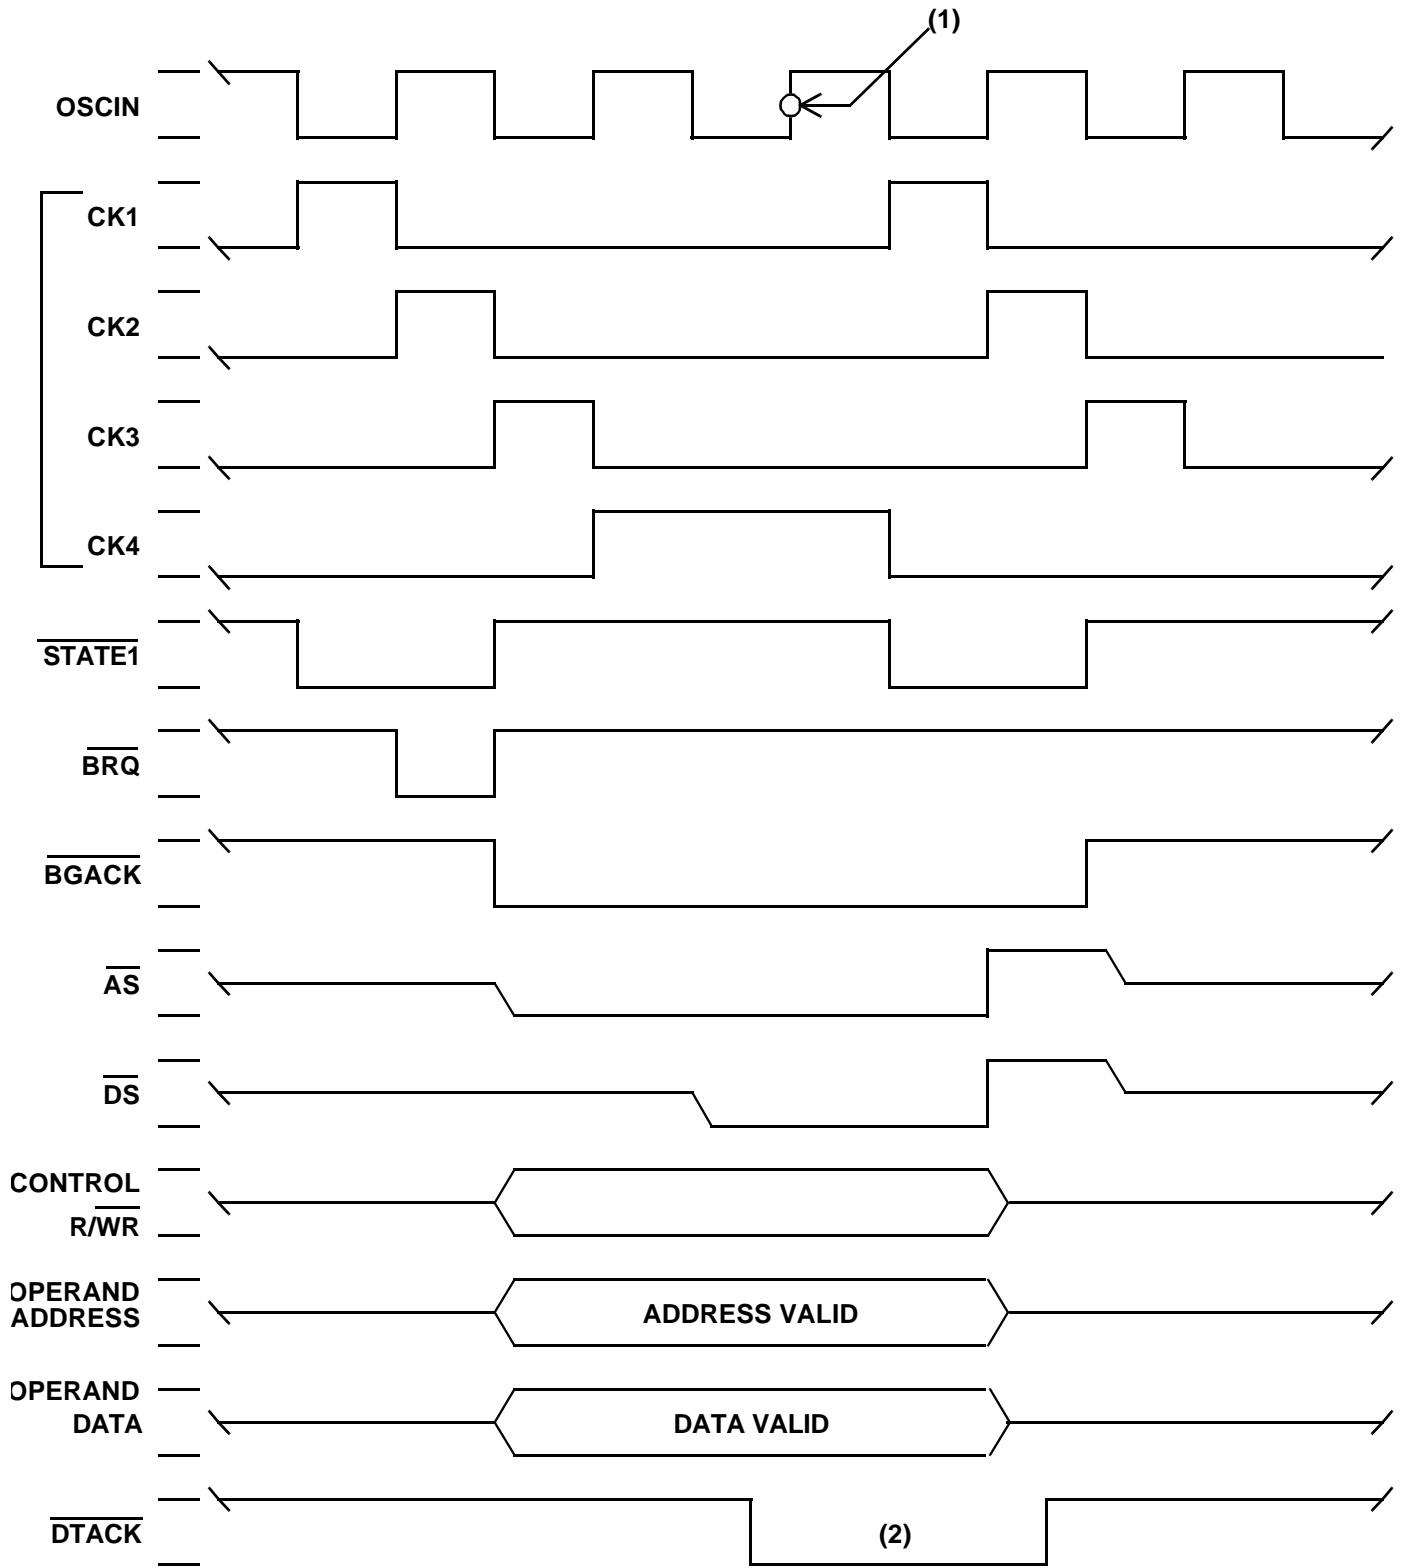 (1)
OSCIN
CK1
CK2
CK3
CK4
STATE1
BRQ
BGACK
AS
DS
CONTROL
R/WR
OPERAND
ADDRESS
ADDRESS VALID
OPERAND
DATA
DATA VALID
DTACK
(2)